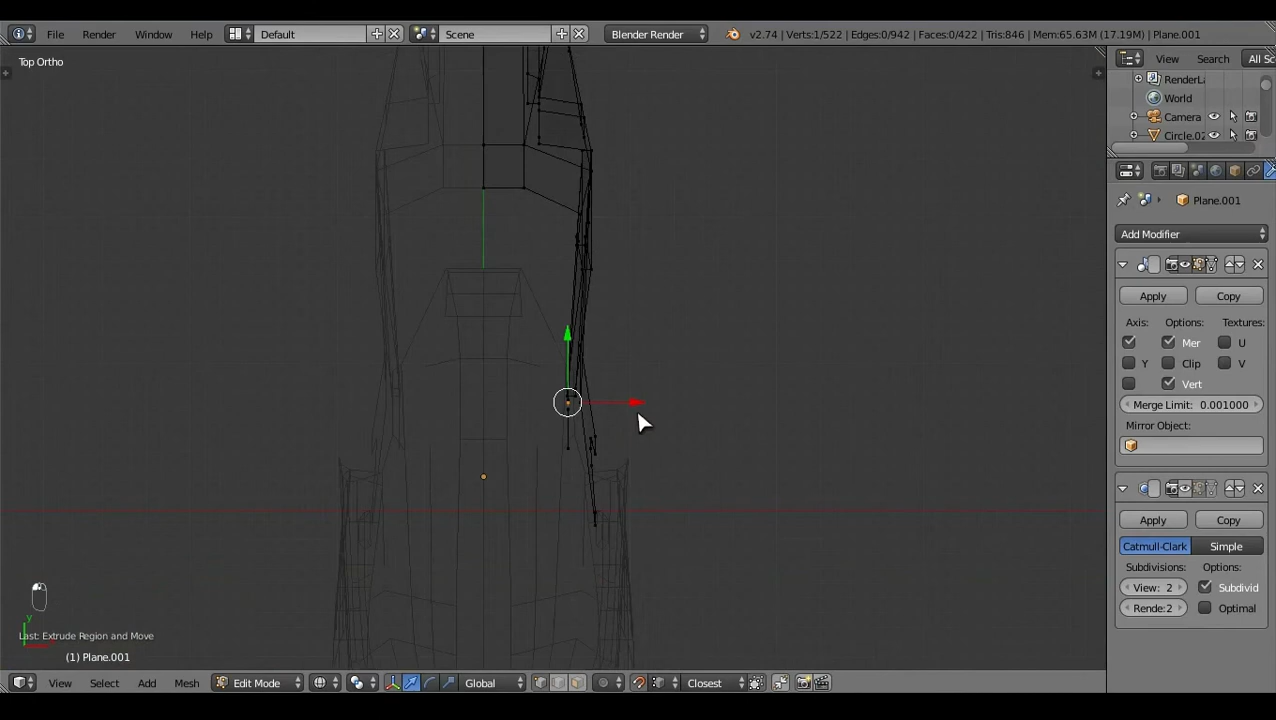 File Render Window Help Default Scene Blender Render v2.74 | Verts:1/522 | Edges:0/942 | Faces:0/422 | Tris:846 | Mem:65.63M (17.19M) | Plane.001
Top Ortho
View Search All Sc
RenderLa
World
Camera
Circle.02
Plane.001
Add Modifier
Apply Copy
Axis: Options: Textures:
Mer U
Y Clip V
Vert
Merge Limit: 0.001000
Mirror Object:
Apply Copy
Catmull-Clark Simple
Subdivisions: Options:
View: 2 Subdivid
Rende:2 Optimal
y
Last: Extrude Region and Move
(1) Plane.001
View Select Add Mesh Edit Mode Global Closest